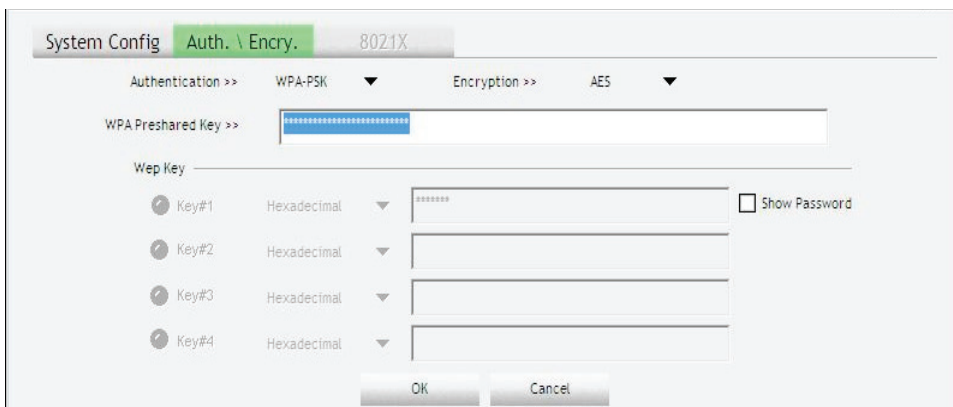 System Config Auth. \ Encry. 8021X
Authentication >> WPA-PSK Encryption >> AES
WPA Preshared Key >> *************************
Wep Key
Key#1 Hexadecimal ******* Show Password
Key#2 Hexadecimal
Key#3 Hexadecimal
Key#4 Hexadecimal
OK Cancel